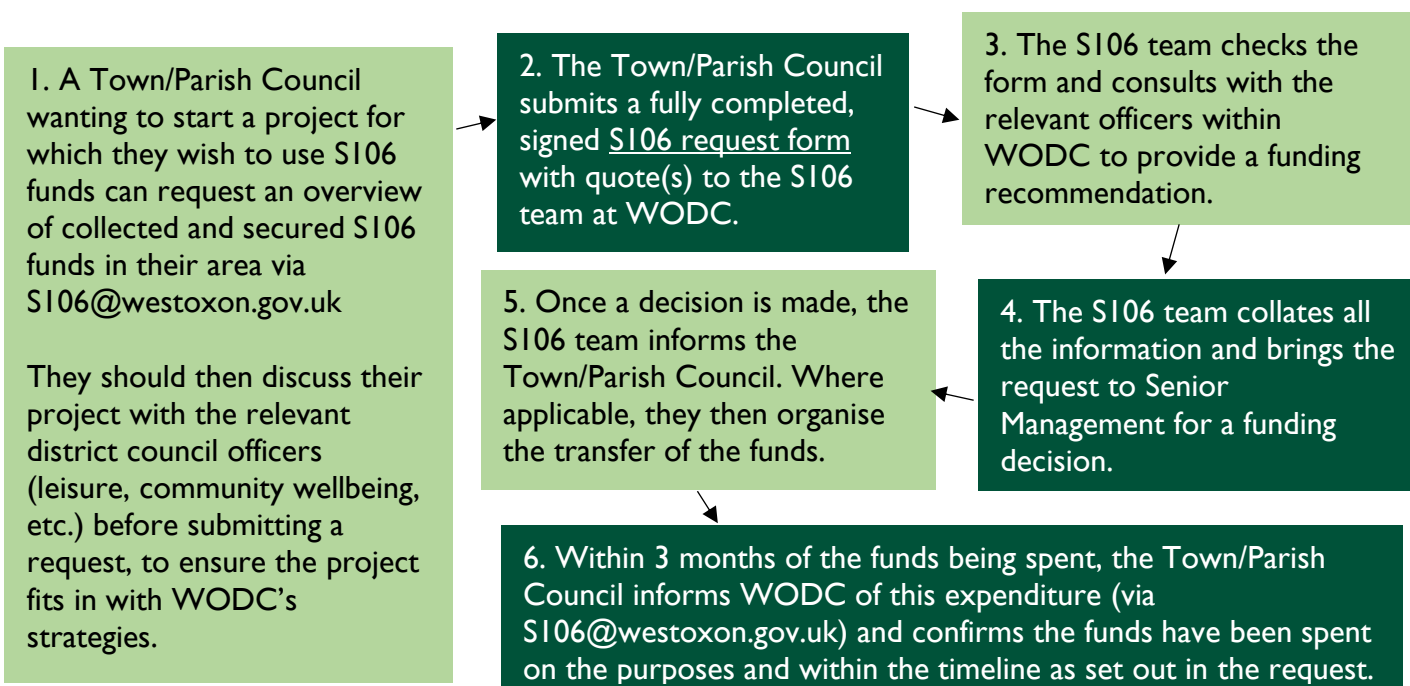 1. A Town/Parish Council
wanting to start a project for
which they wish to use S106
funds can request an overview
of collected and secured S106
funds in their area via
S106@westoxon.gov.uk
They should then discuss their
project with the relevant
district council officers
(leisure, community wellbeing,
etc.) before submitting a
request, to ensure the project
fits in with WODC's
strategies.
2. The Town/Parish Council
submits a fully completed,
signed S106 request form
with quote(s) to the S106
team at WODC.
3. The S106 team checks the
form and consults with the
relevant officers within
WODC to provide a funding
recommendation.
4. The S106 team collates all
the information and brings the
request to Senior
Management for a funding
decision.
5. Once a decision is made, the
S106 team informs the
Town/Parish Council. Where
applicable, they then organise
the transfer of the funds.
6. Within 3 months of the funds being spent, the Town/Parish
Council informs WODC of this expenditure (via
S106@westoxon.gov.uk) and confirms the funds have been spent
on the purposes and within the timeline as set out in the request.